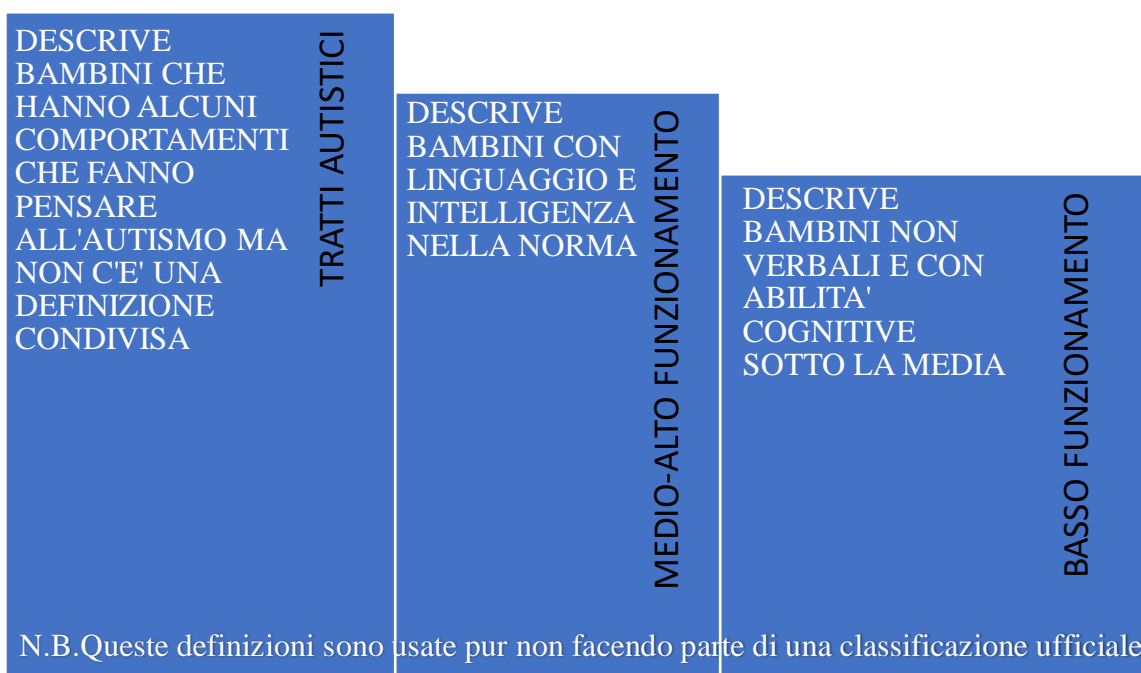 DESCRIVE
BAMBINI CHE
HANNO ALCUNI
COMPORTAMENTI
CHE FANNO
PENSARE
ALL'AUTISMO MA
NON C'E' UNA
DEFINIZIONE
CONDIVISA
TRATTI AUTISTICI
DESCRIVE
BAMBINI CON
LINGUAGGIO E
INTELLIGENZA
NELLA NORMA
MEDIO-ALTO FUNZIONAMENTO
DESCRIVE
BAMBINI NON
VERBALI E CON
ABILITA'
COGNITIVE
SOTTO LA MEDIA
BASSO FUNZIONAMENTO
N.B.Queste definizioni sono usate pur non facendo parte di una classificazione ufficiale